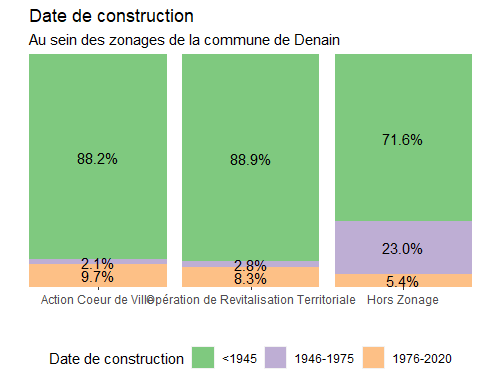 Date de construction
Au sein des zonages de la commune de Denain
88.2%
88.9%
71.6%
23.0%
2.1%
2.8%
9.7%
8.3%
5.4%
Action Coeur de Ville
Opération de Revitalisation Territoriale
Hors Zonage
Date de construction
<1945
1946-1975
1976-2020